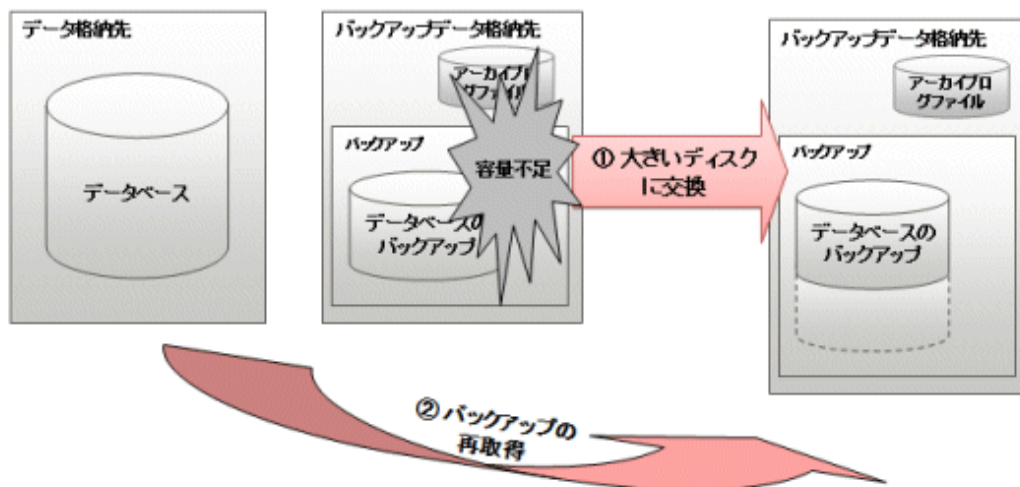 データ格納先
データベース
バックアップデータ格納先
アーカイブロ
グファイル
バックアップ
容量不足
データベースの
バックアップ
① 大きいディスク
に交換
バックアップデータ格納先
アーカイブロ
グファイル
バックアップ
データベースの
バックアップ
② バックアップの
再取得